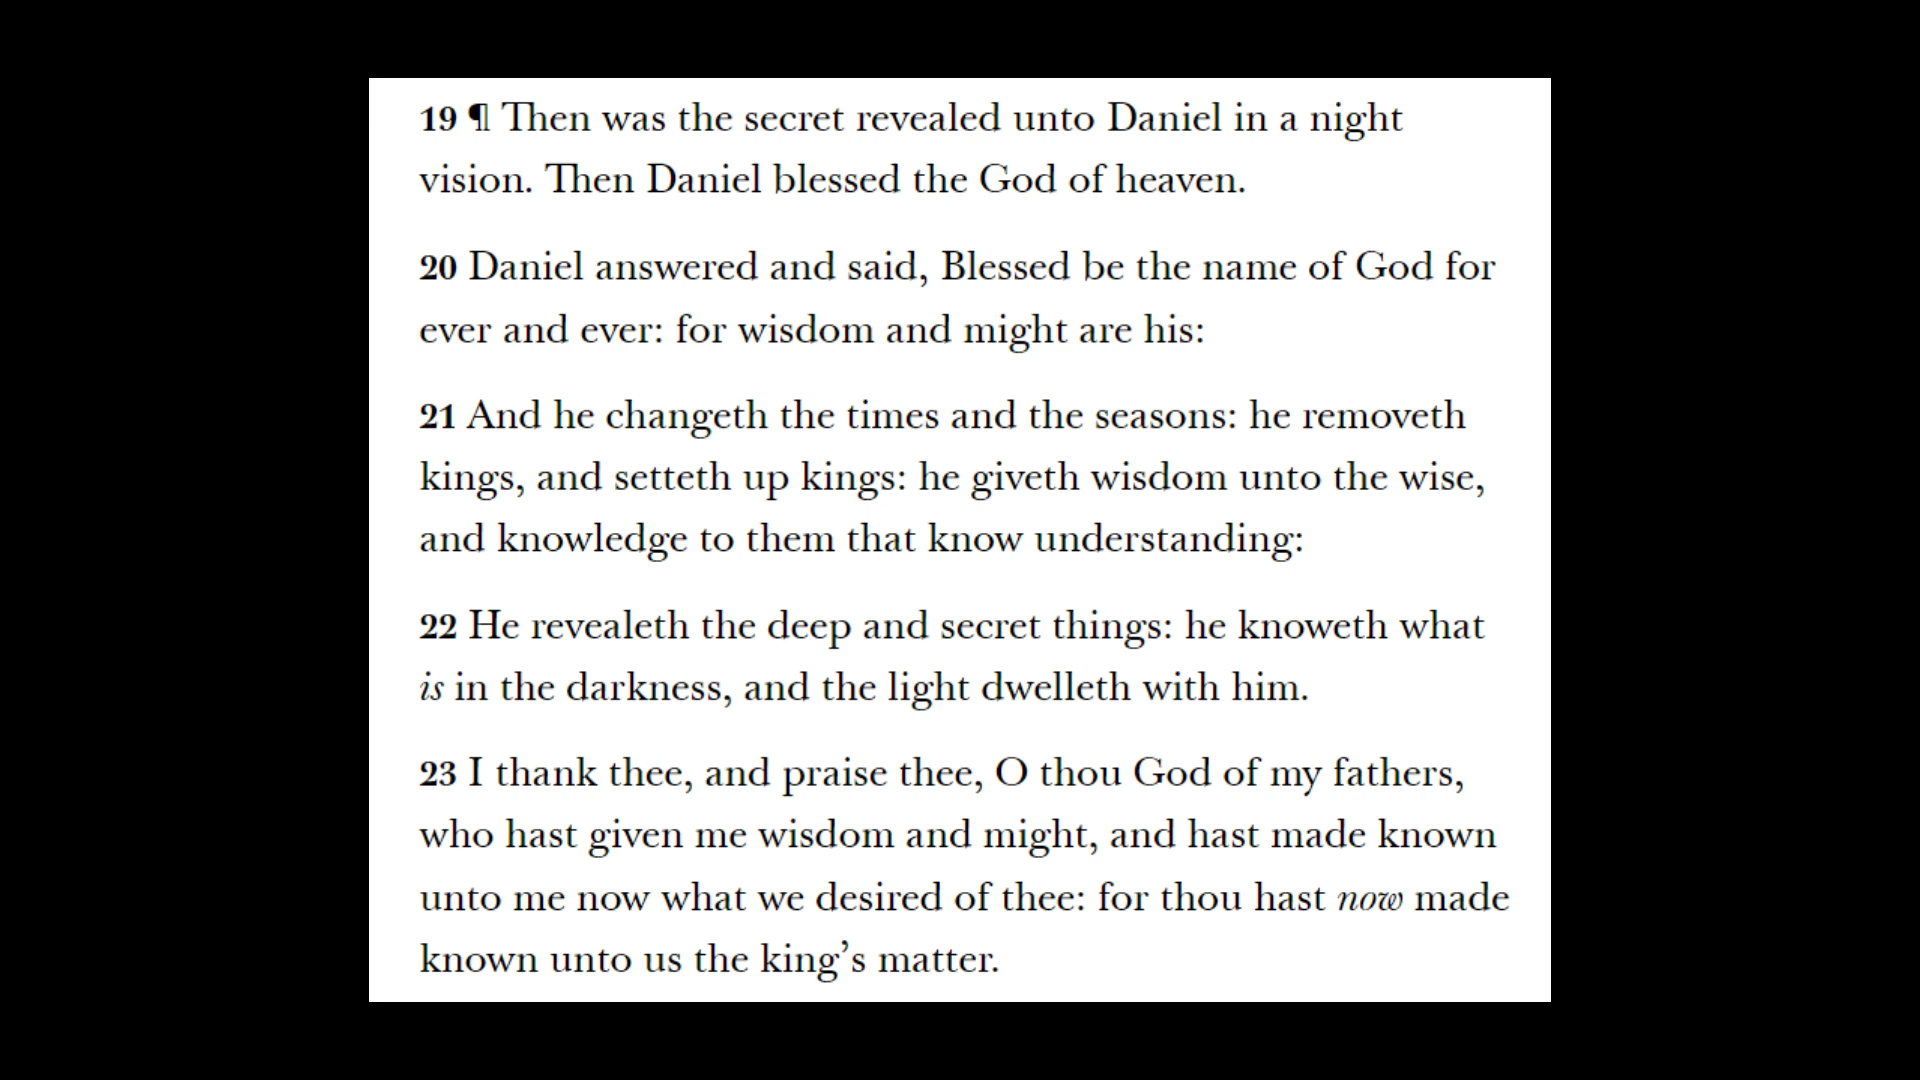 19 ¶ Then was the secret revealed unto Daniel in a night
vision. Then Daniel blessed the God of heaven.
20 Daniel answered and said, Blessed be the name of God for
ever and ever: for wisdom and might are his:
21 And he changeth the times and the seasons: he removeth
kings, and setteth up kings: he giveth wisdom unto the wise,
and knowledge to them that know understanding:
22 He revealeth the deep and secret things: he knoweth what
is in the darkness, and the light dwelleth with him.
23 I thank thee, and praise thee, O thou God of my fathers,
who hast given me wisdom and might, and hast made known
unto me now what we desired of thee: for thou hast now made
known unto us the king’s matter.